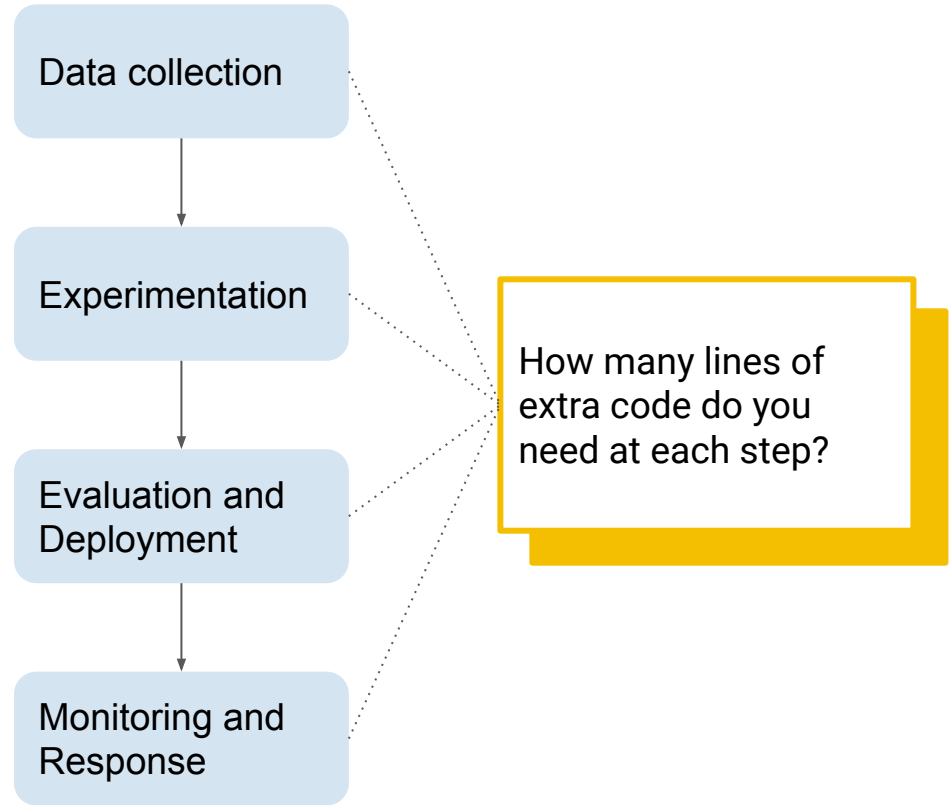 Data collection
Experimentation
Evaluation and
Deployment
Monitoring and
Response
How many lines of
extra code do you
need at each step?